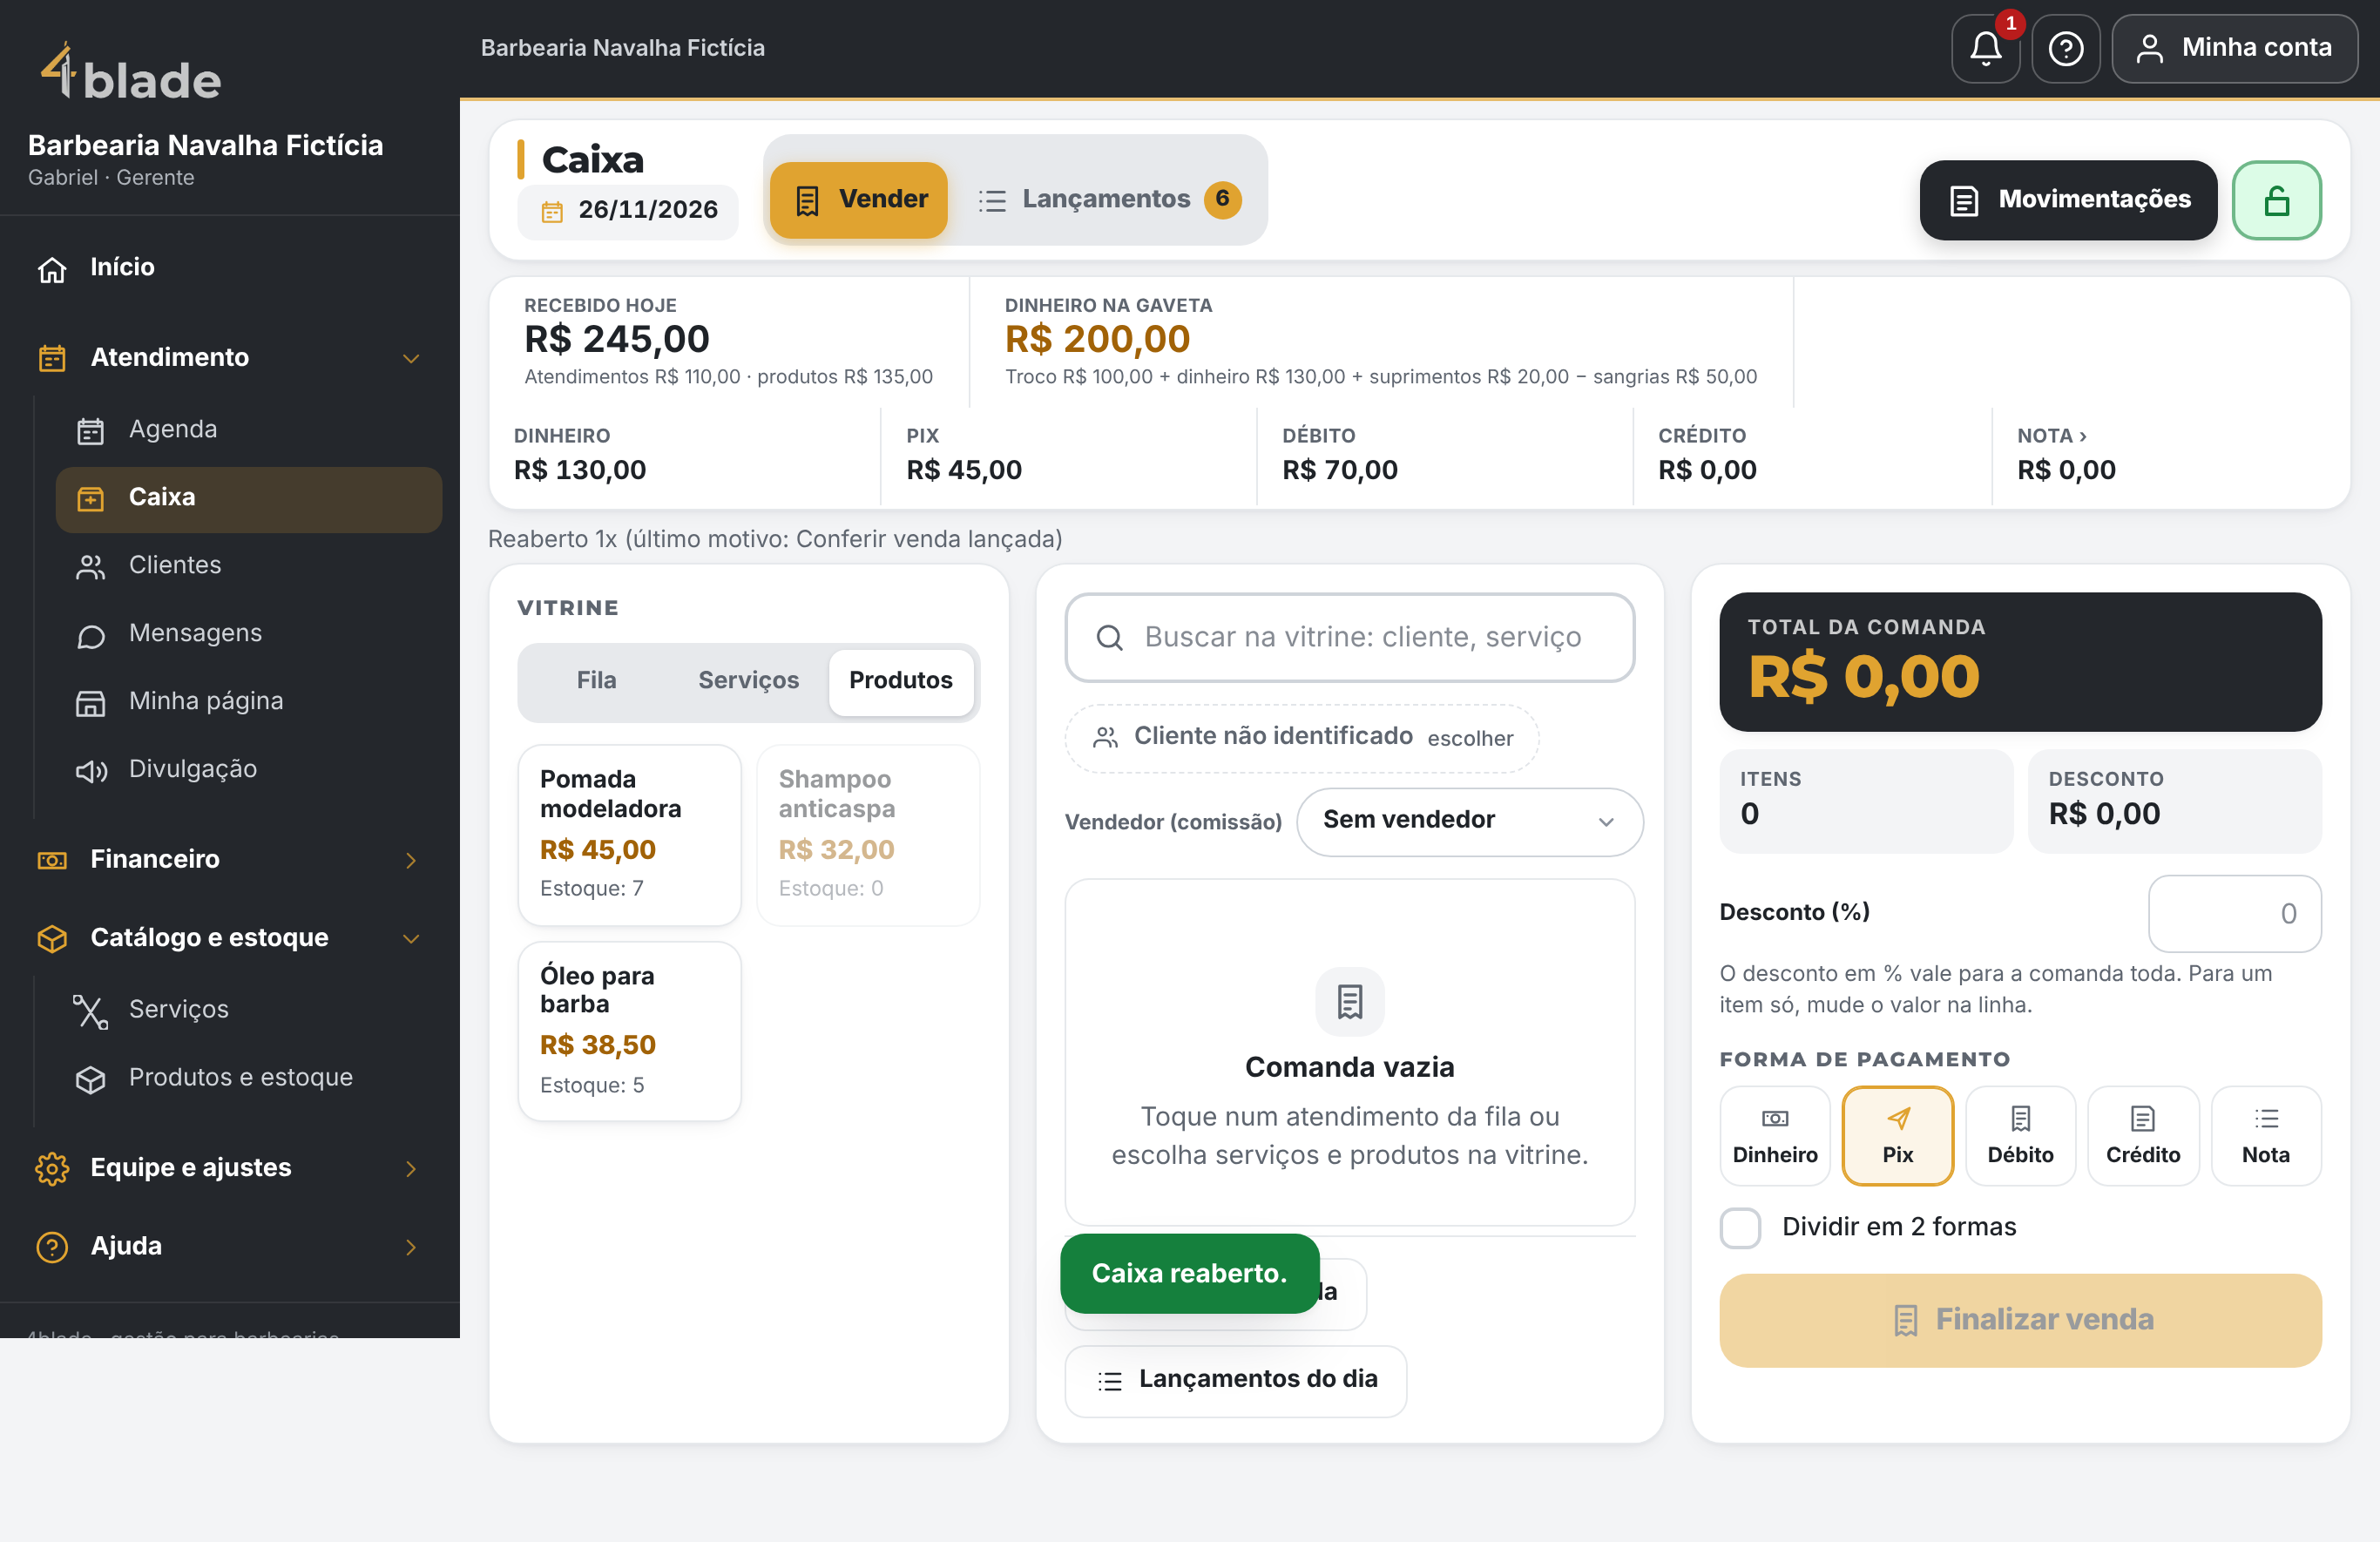 4blade
Barbearia Navalha Fictícia
Gabriel · Gerente
Início
Atendimento
Agenda
Caixa
Clientes
Mensagens
Minha página
Divulgação
Financeiro
Catálogo e estoque
Serviços
Produtos e estoque
Equipe e ajustes
Ajuda
4blade · gestão para barbearias
Barbearia Navalha Fictícia
1
Minha conta
Caixa
26/11/2026
Vender
Lançamentos 6
Movimentações
RECEBIDO HOJE
R$ 245,00
Atendimentos R$ 110,00 · produtos R$ 135,00
DINHEIRO NA GAVETA
R$ 200,00
Troco R$ 100,00 + dinheiro R$ 130,00 + suprimentos R$ 20,00 − sangrias R$ 50,00
DINHEIRO
R$ 130,00
PIX
R$ 45,00
DÉBITO
R$ 70,00
CRÉDITO
R$ 0,00
NOTA ›
R$ 0,00
Reaberto 1x (último motivo: Conferir venda lançada)
VITRINE
Fila
Serviços
Produtos
Pomada
modeladora
R$ 45,00
Estoque: 7
Shampoo
anticaspa
R$ 32,00
Estoque: 0
Óleo para
barba
R$ 38,50
Estoque: 5
Buscar na vitrine: cliente, serviço
Cliente não identificado escolher
Vendedor (comissão)
Sem vendedor
Comanda vazia
Toque num atendimento da fila ou
escolha serviços e produtos na vitrine.
Caixa reaberto.
Lançamentos do dia
TOTAL DA COMANDA
R$ 0,00
ITENS
0
DESCONTO
R$ 0,00
Desconto (%)
0
O desconto em % vale para a comanda toda. Para um
item só, mude o valor na linha.
FORMA DE PAGAMENTO
Dinheiro
Pix
Débito
Crédito
Nota
Dividir em 2 formas
Finalizar venda